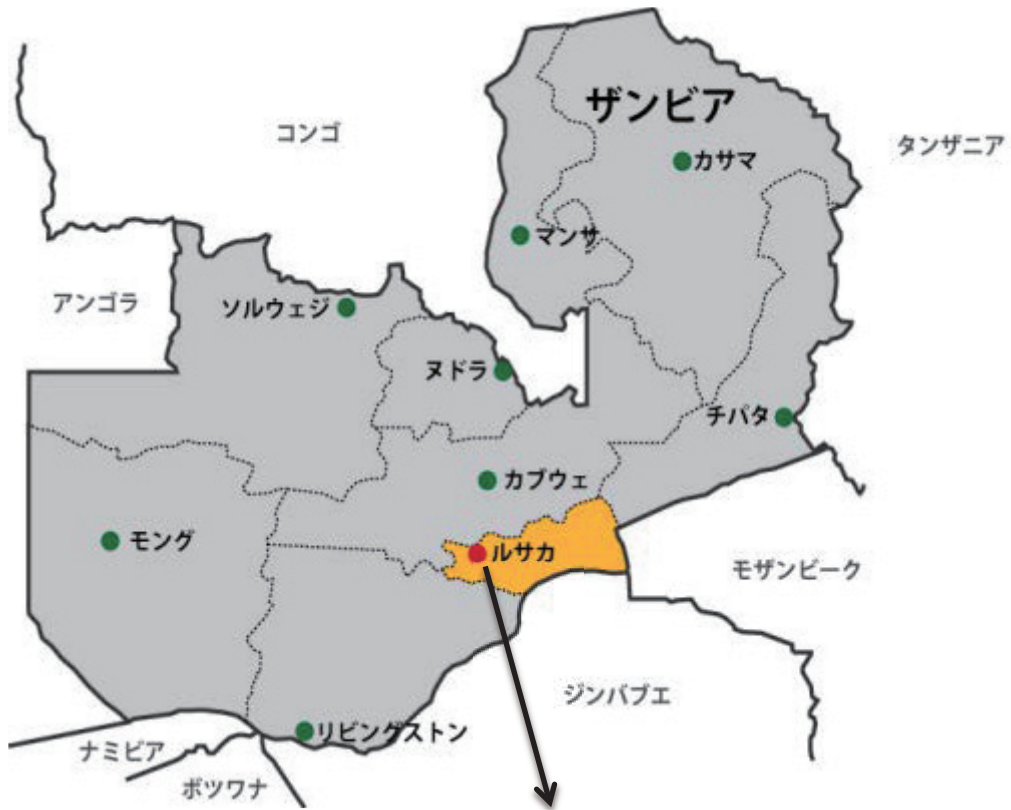 ザンビア
コンゴ
タンザニア
カサマ
マンサ
アンゴラ
ソルウェジ
ヌドラ
チパタ
カブウェ
モング
ルサカ
モザンビーク
ジンバブエ
リビングストン
ナミビア
ボツワナ